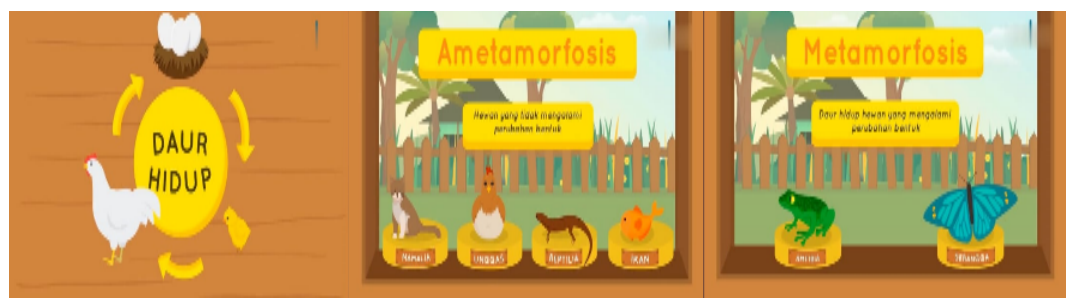 DAUR
HIDUP
Ametamorfosis
Hewan yang tidak mengalami
perubahan bentuk
MAMALIA
UNGGAS
REPTILIA
IKAN
Metamorfosis
Daur hidup hewan yang mengalami
perubahan bentuk
AMFIBI
SERANGGA